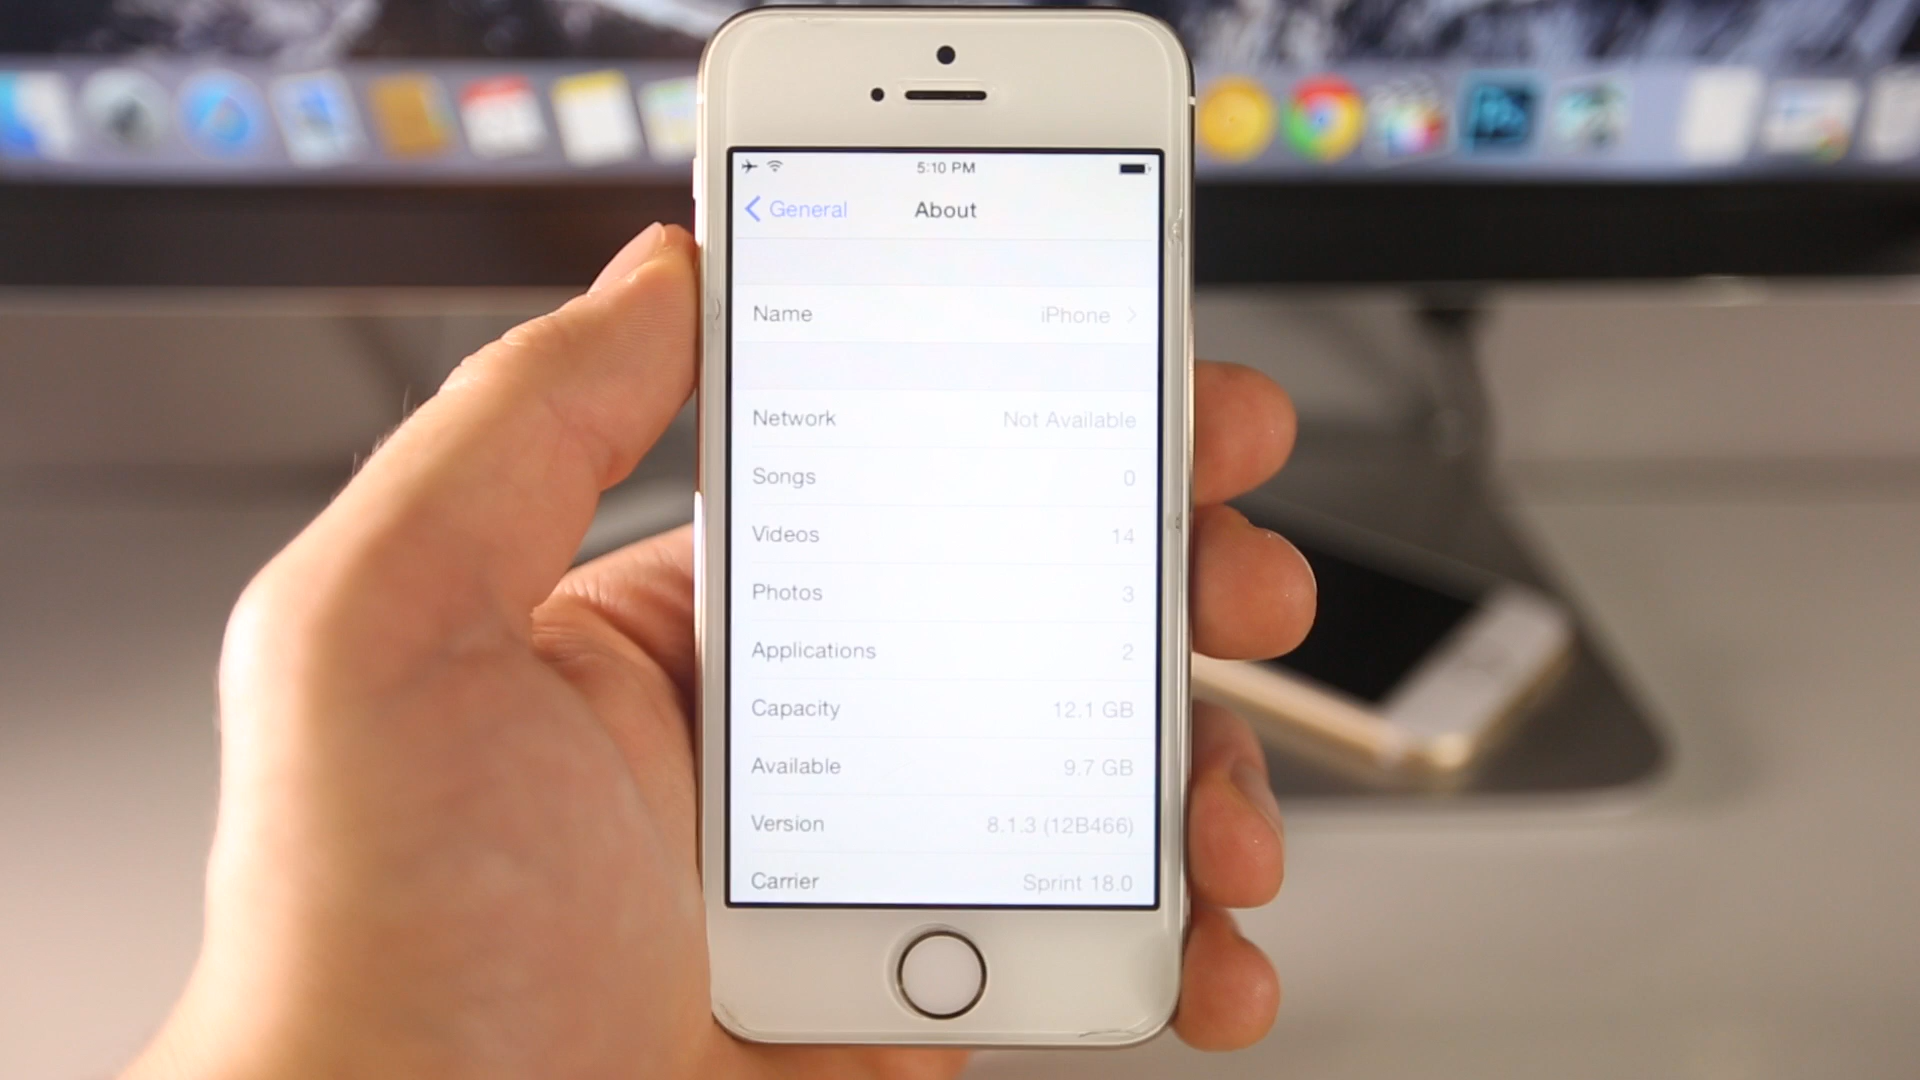 5:10 PM
General About
Name iPhone
Network Not Available
Songs 0
Videos 14
Photos 3
Applications 2
Capacity 12.1 GB
Available 9.7 GB
Version 8.1.3 (12B466)
Carrier Sprint 18.0
Ps